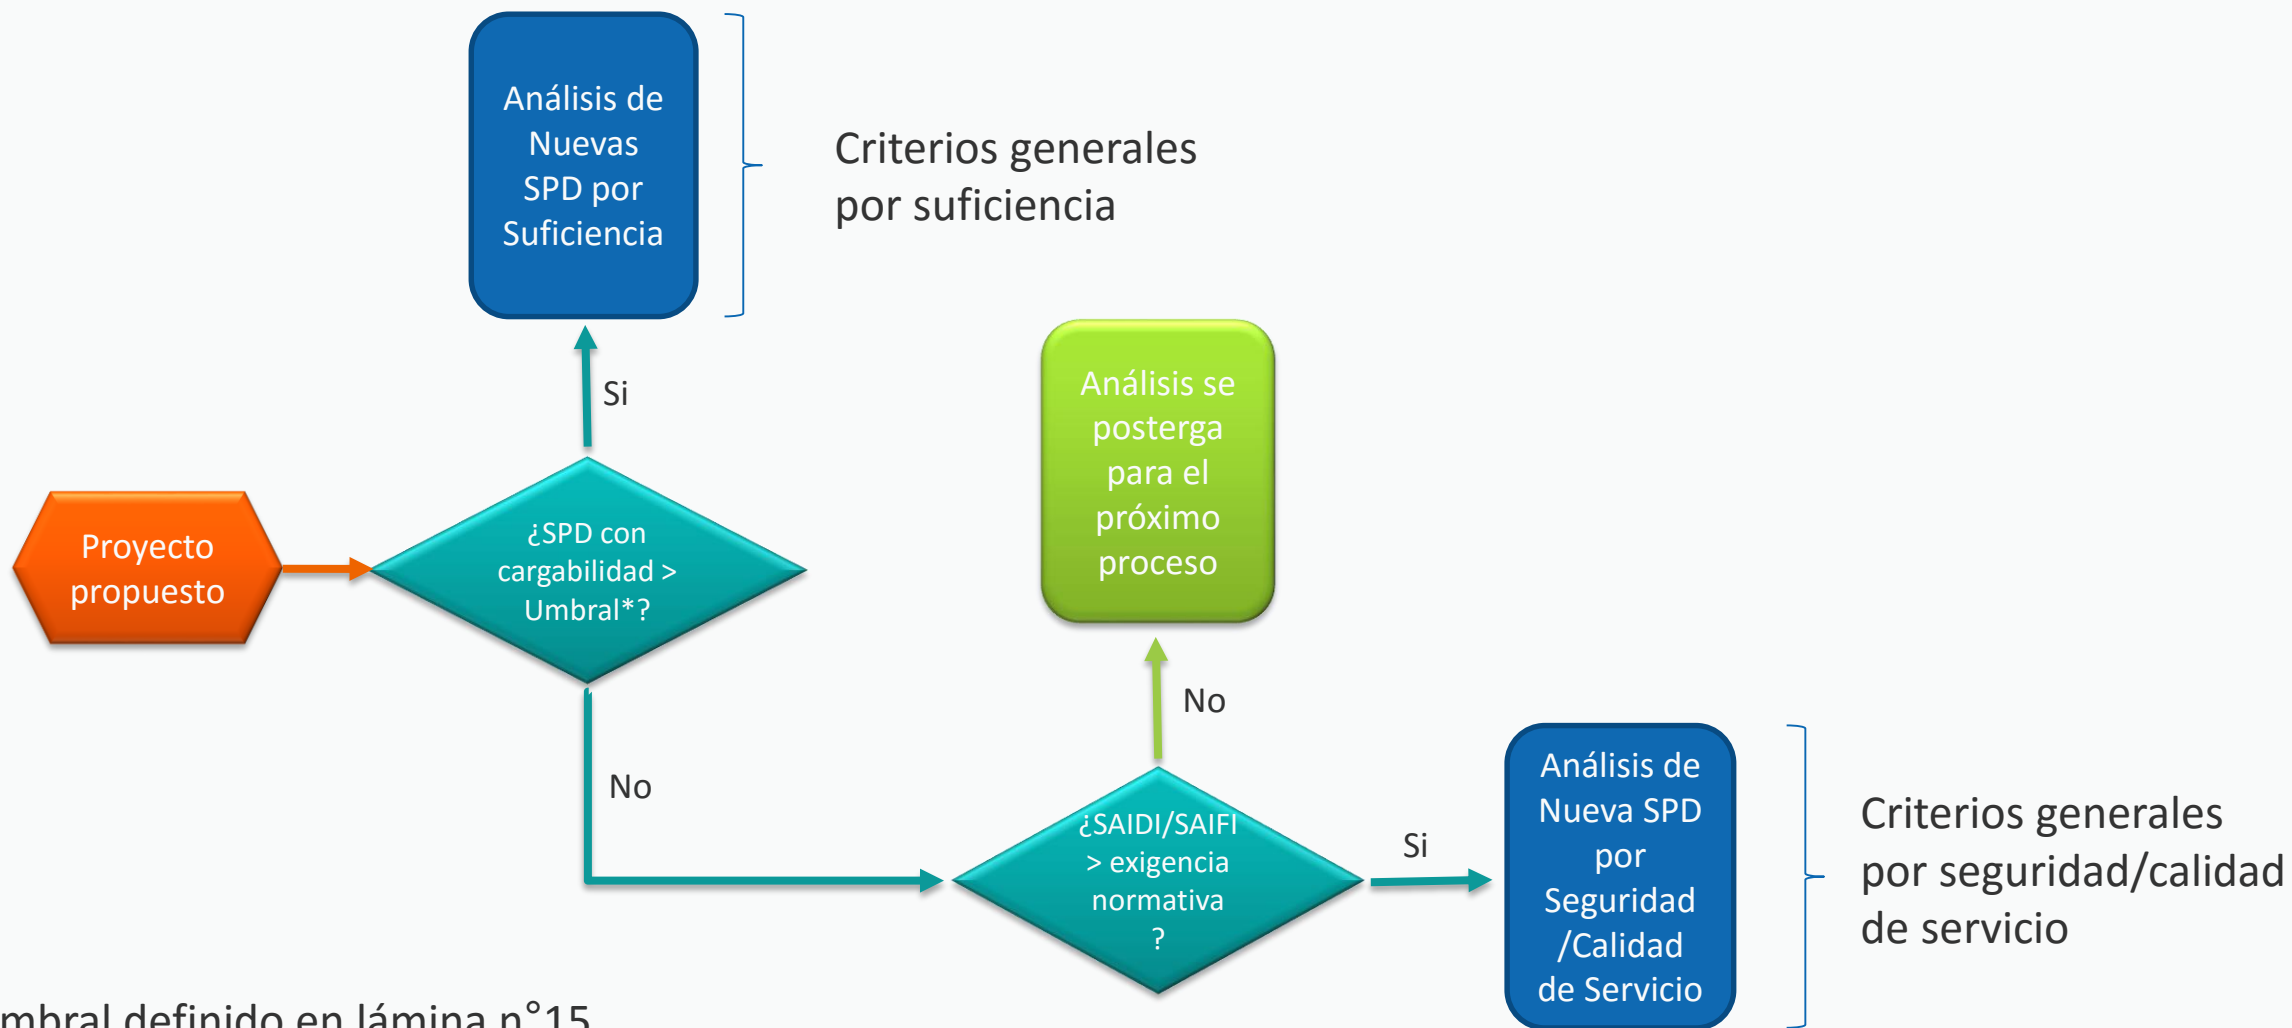 Análisis de
Nuevas
SPD por
Suficiencia
Criterios generales
por suficiencia
Si
Análisis se
posterga
para el
próximo
proceso
Proyecto
propuesto
¿SPD con
cargabilidad >
Umbral*?
No
No
¿SAIDI/SAIFI
> exigencia
normativa
?
Si
Análisis de
Nueva SPD
por
Seguridad
/Calidad
de Servicio
Criterios generales
por seguridad/calidad
de servicio
definido en lámina n°15